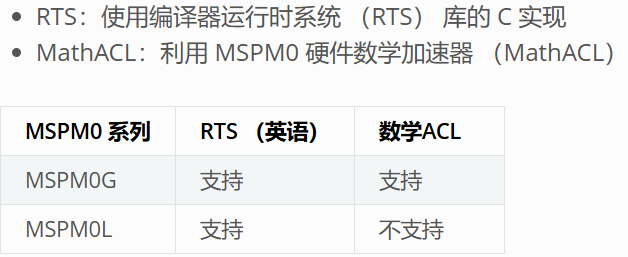 RTS：使用编译器运行时系统 （RTS） 库的 C 实现
MathACL：利用 MSPM0 硬件数学加速器 （MathACL）
MSPM0 系列 RTS （英语） 数学ACL
MSPM0G 支持 支持
MSPM0L 支持 不支持